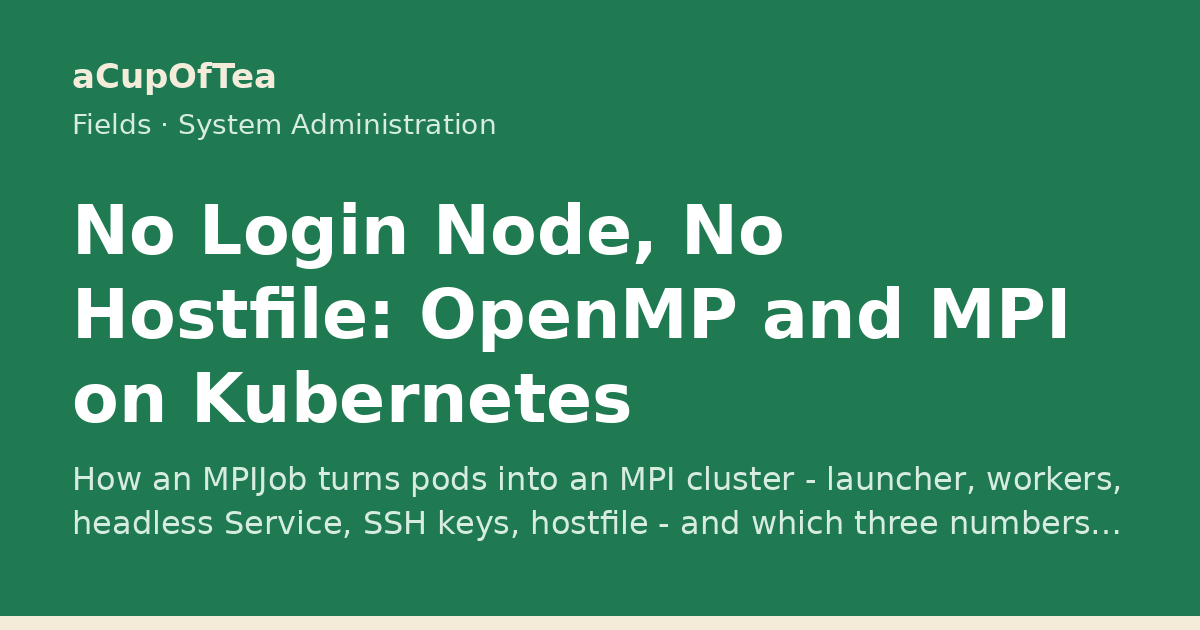 aCupOfTea
Fields · System Administration
No Login Node, No
Hostfile: OpenMP and MPI
on Kubernetes
How an MPIJob turns pods into an MPI cluster - launcher, workers,
headless Service, SSH keys, hostfile - and which three numbers…